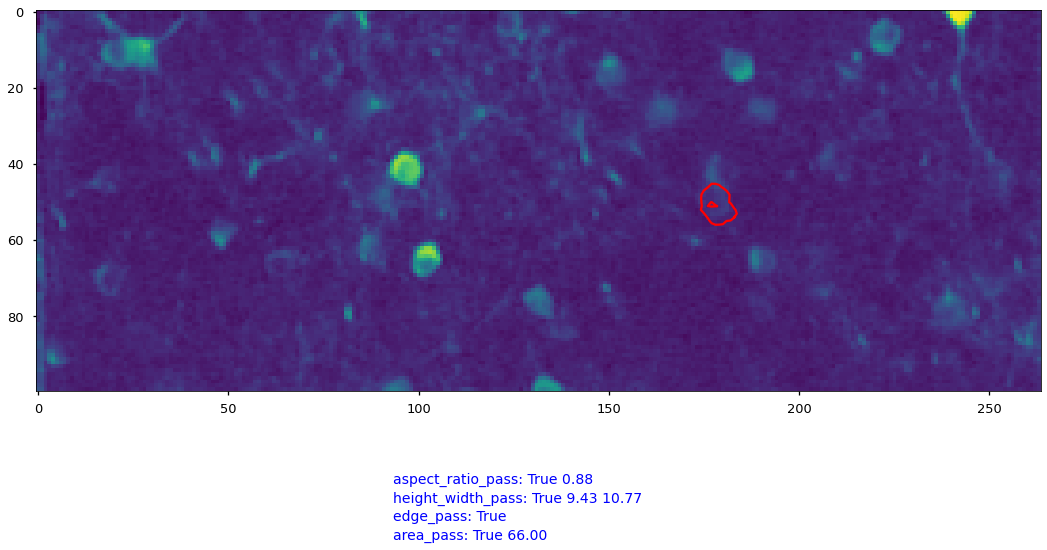 0
20
40
60
80
0 50 100 150 200 250
aspect_ratio_pass: True 0.88
height_width_pass: True 9.43 10.77
edge_pass: True
area_pass: True 66.00